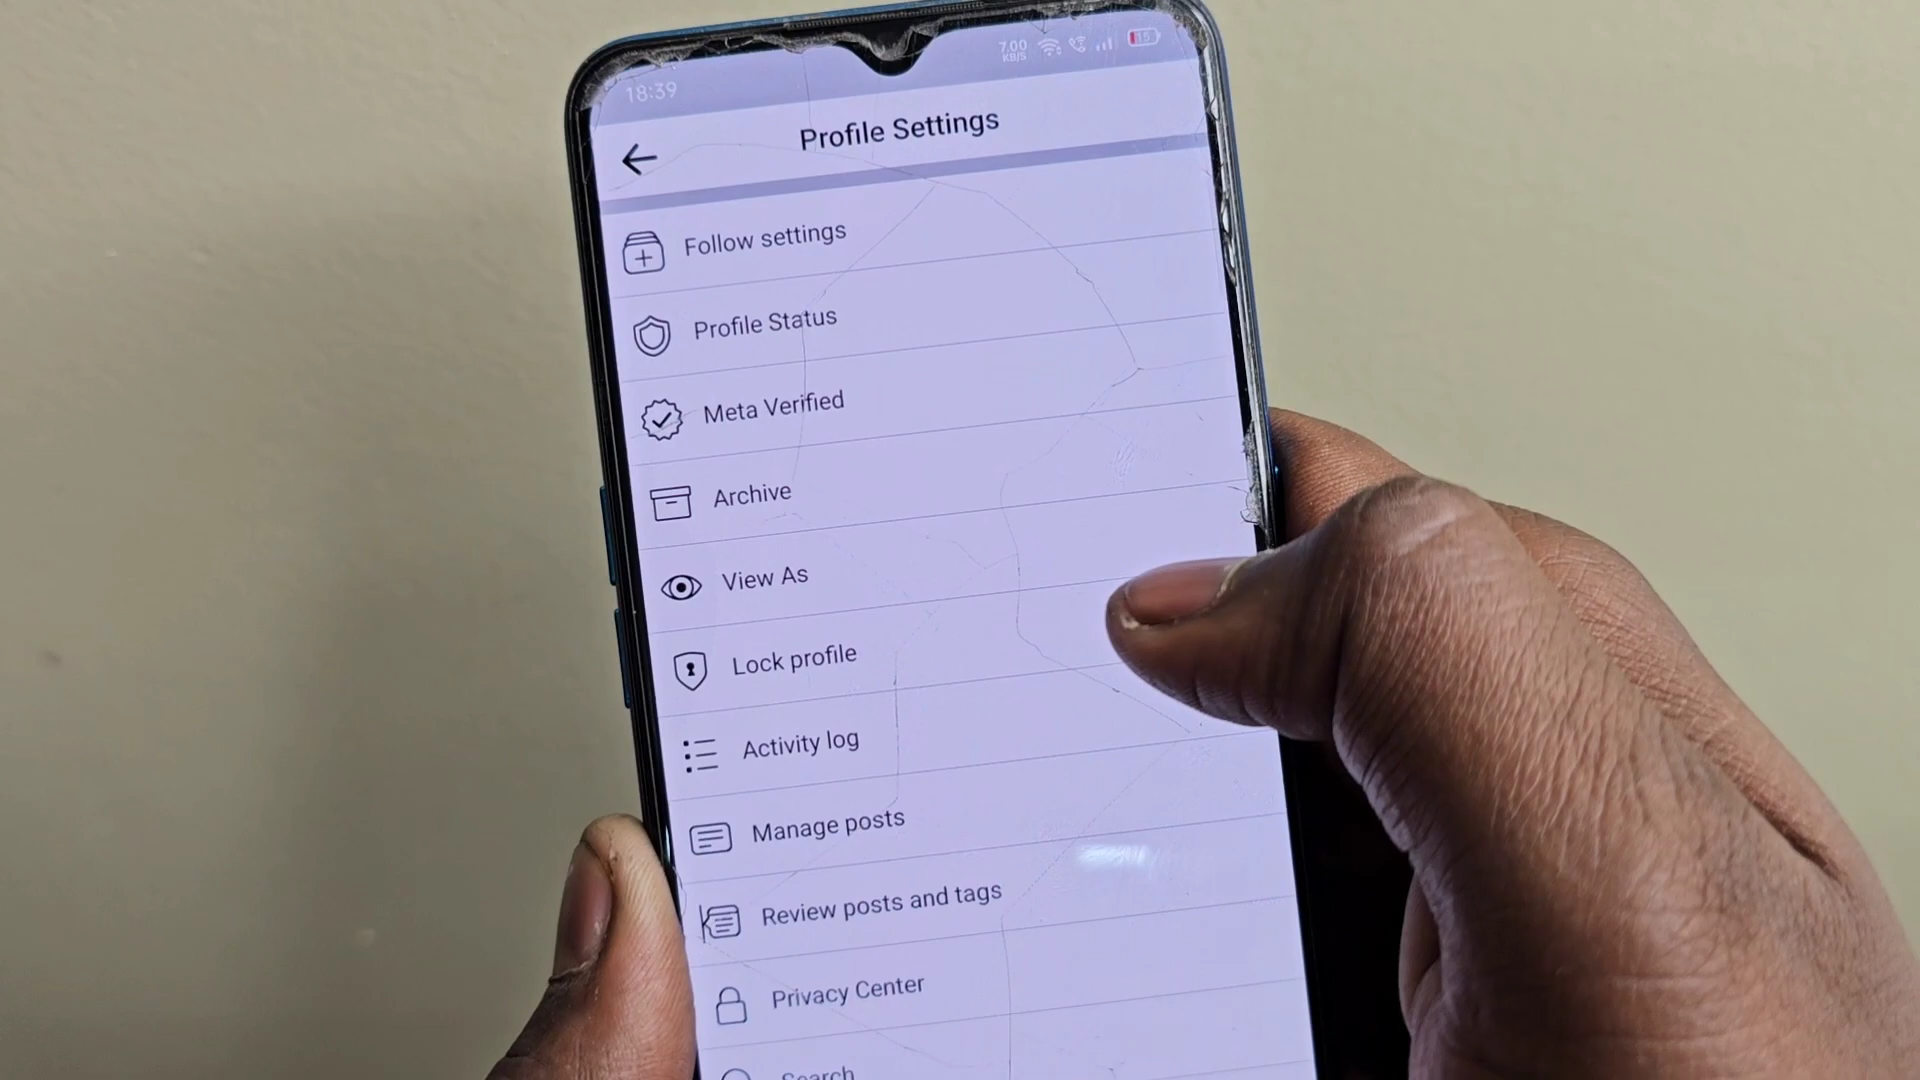 7.00
KB/S
15
18:39
Profile Settings
Follow settings
Profile Status
Meta Verified
Archive
View As
Lock profile
Activity log
Manage posts
Review posts and tags
Privacy Center
Search